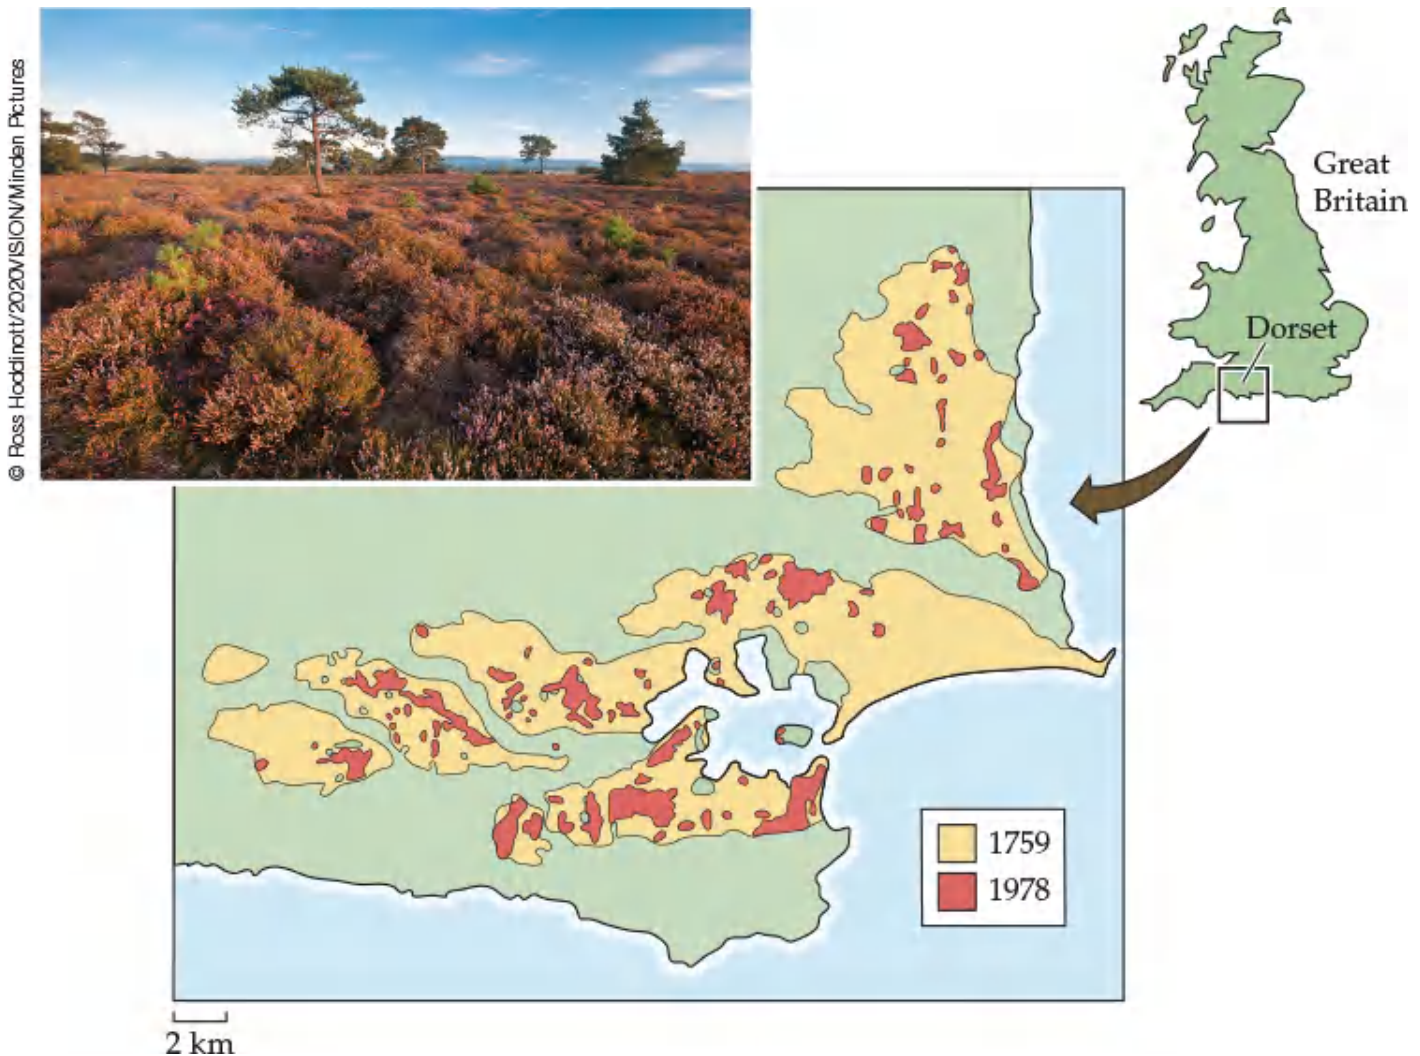 © Ross Hoddinott/2020VISION/Minden Pictures
Great
Britain
Dorset
1759
1978
2 km